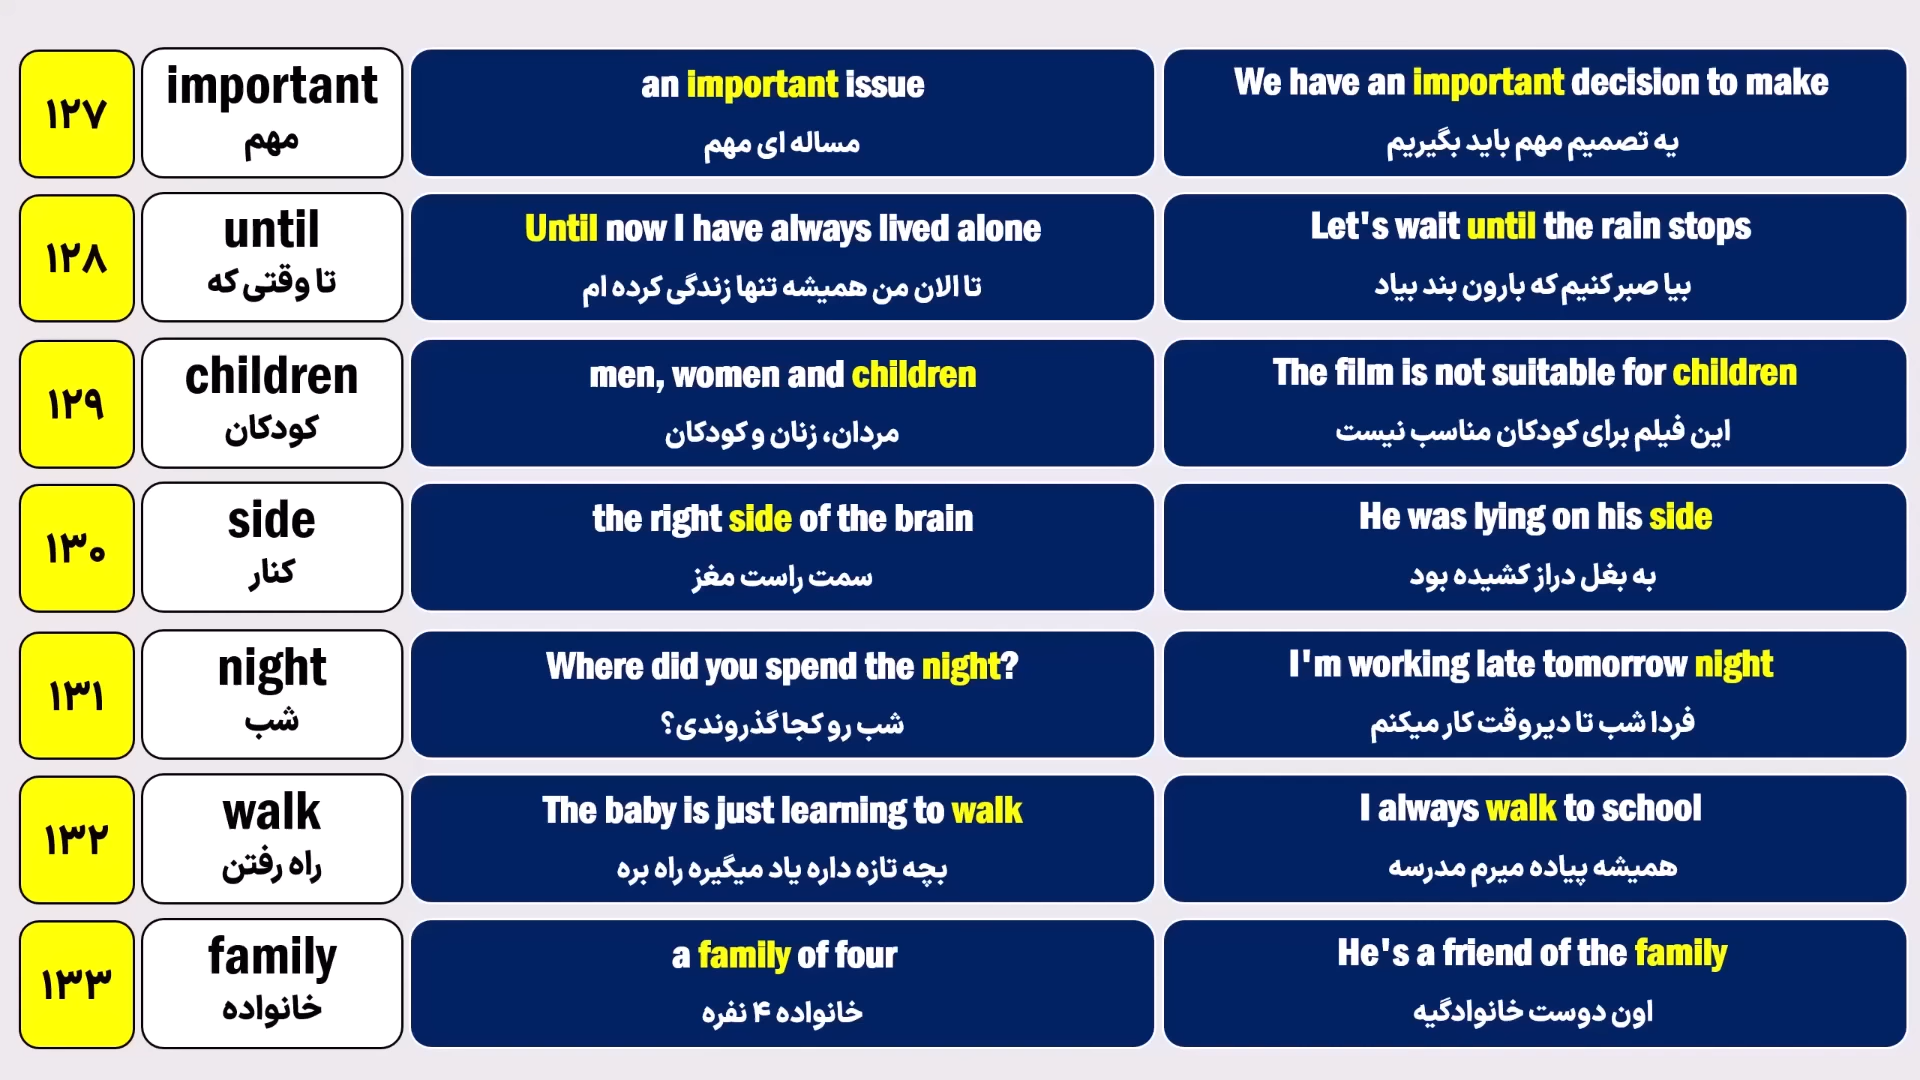 ۱۲۷
important
مهم
an important issue
مساله ای مهم
We have an important decision to make
یه تصمیم مهم باید بگیریم
۱۲۸
until
تا وقتی که
Until now I have always lived alone
تا الان من همیشه تنها زندگی کرده ام
Let's wait until the rain stops
بیا صبر کنیم که بارون بند بیاد
۱۲۹
children
کودکان
men, women and children
مردان، زنان و کودکان
The film is not suitable for children
این فیلم برای کودکان مناسب نیست
۱۳۰
side
کنار
the right side of the brain
سمت راست مغز
He was lying on his side
به بغل دراز کشیده بود
۱۳۱
night
شب
Where did you spend the night?
شب رو کجا گذروندی؟
I'm working late tomorrow night
فردا شب تا دیروقت کار میکنم
۱۳۲
walk
راه رفتن
The baby is just learning to walk
بچه تازه داره یاد میگیره راه بره
I always walk to school
همیشه پیاده میرم مدرسه
۱۳۳
family
خانواده
a family of four
خانواده ۴ نفره
He's a friend of the family
اون دوست خانوادگیه